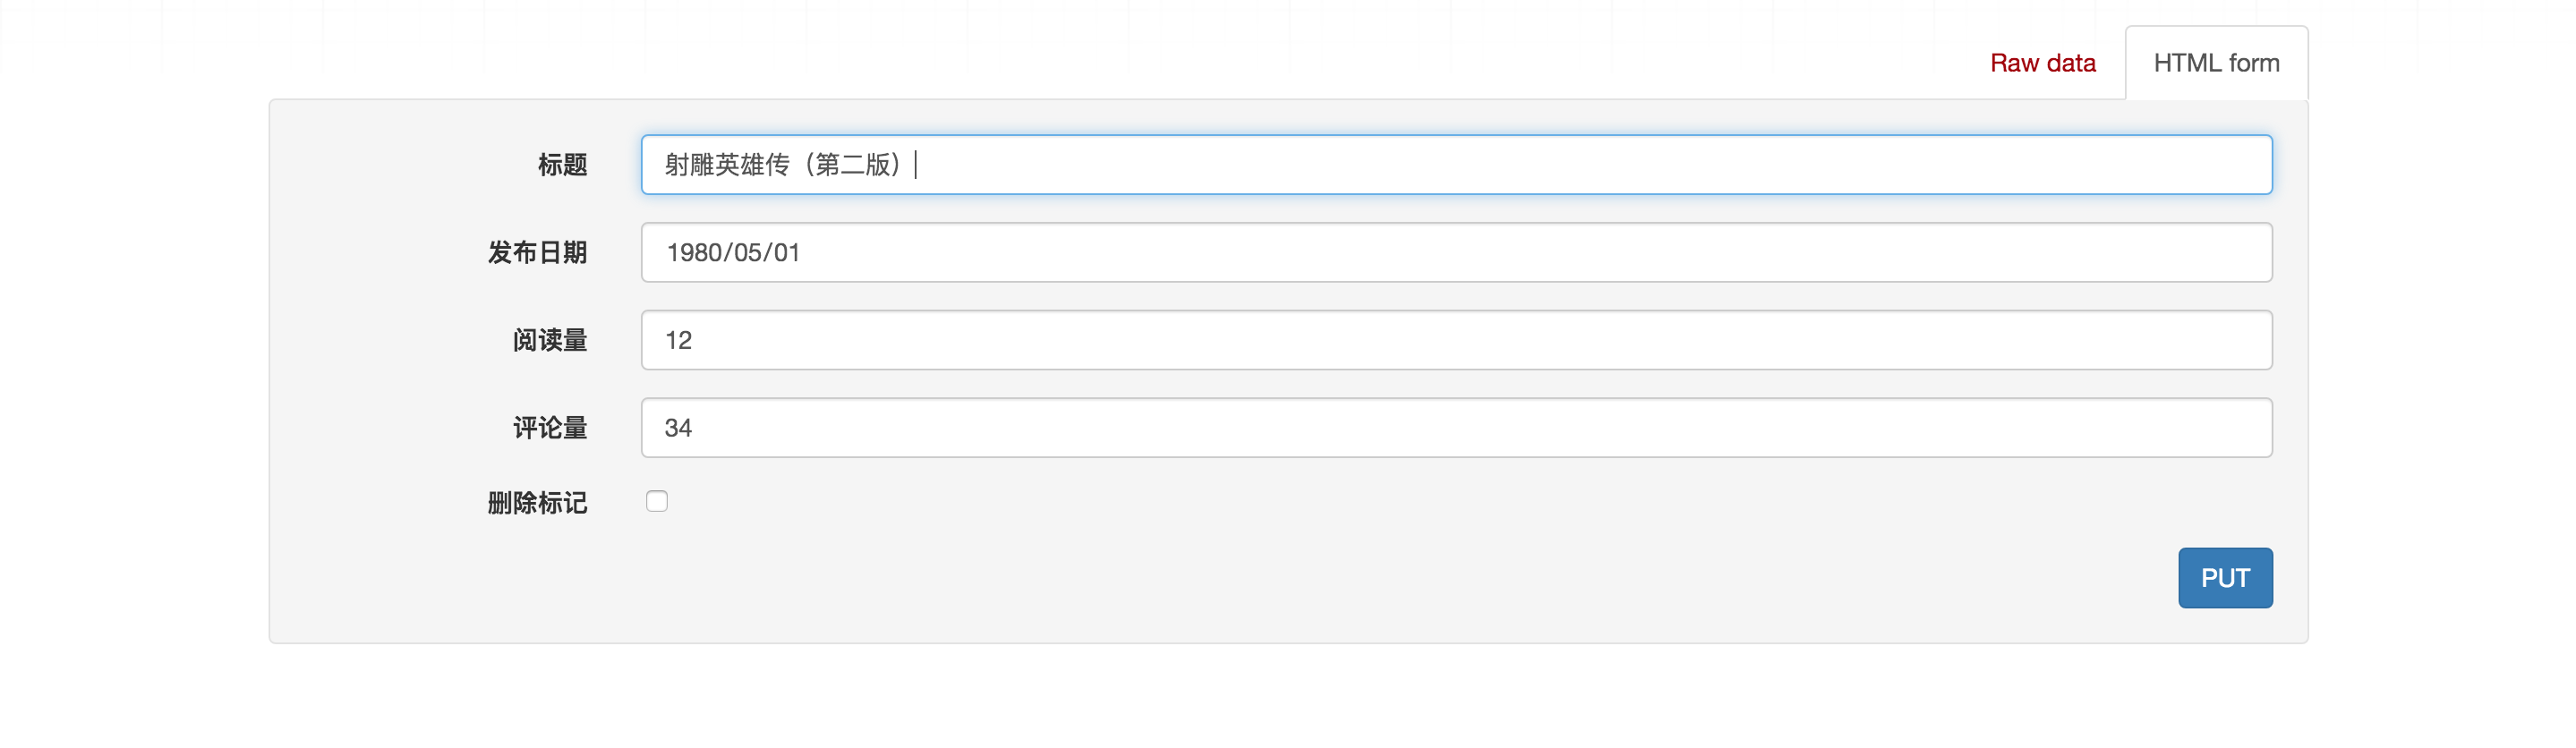 Raw data HTML form
标题 射雕英雄传（第二版）
发布日期 1980/05/01
阅读量 12
评论量 34
删除标记
PUT